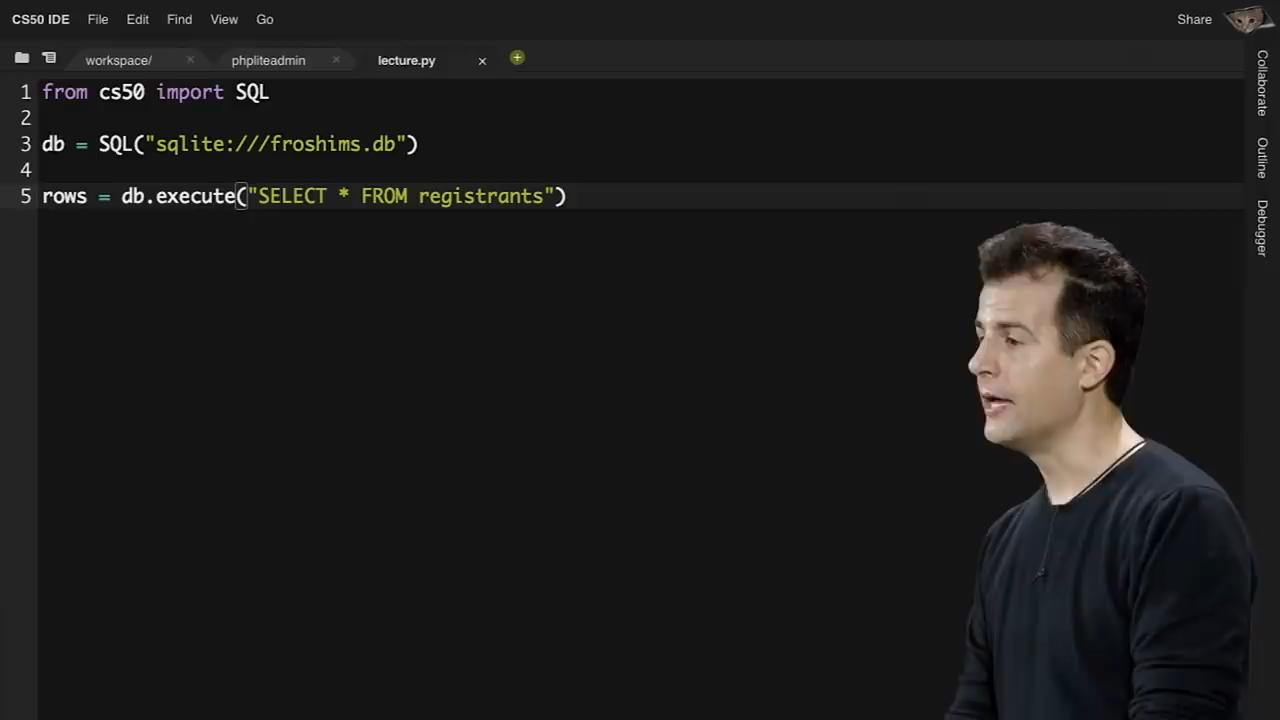 CS50 IDE File Edit Find View Go Share
workspace/ phpliteadmin lecture.py
1 from cs50 import SQL
2
3 db = SQL("sqlite:///froshims.db")
4
5 rows = db.execute("SELECT * FROM registrants")
Collaborate
Outline
Debugger